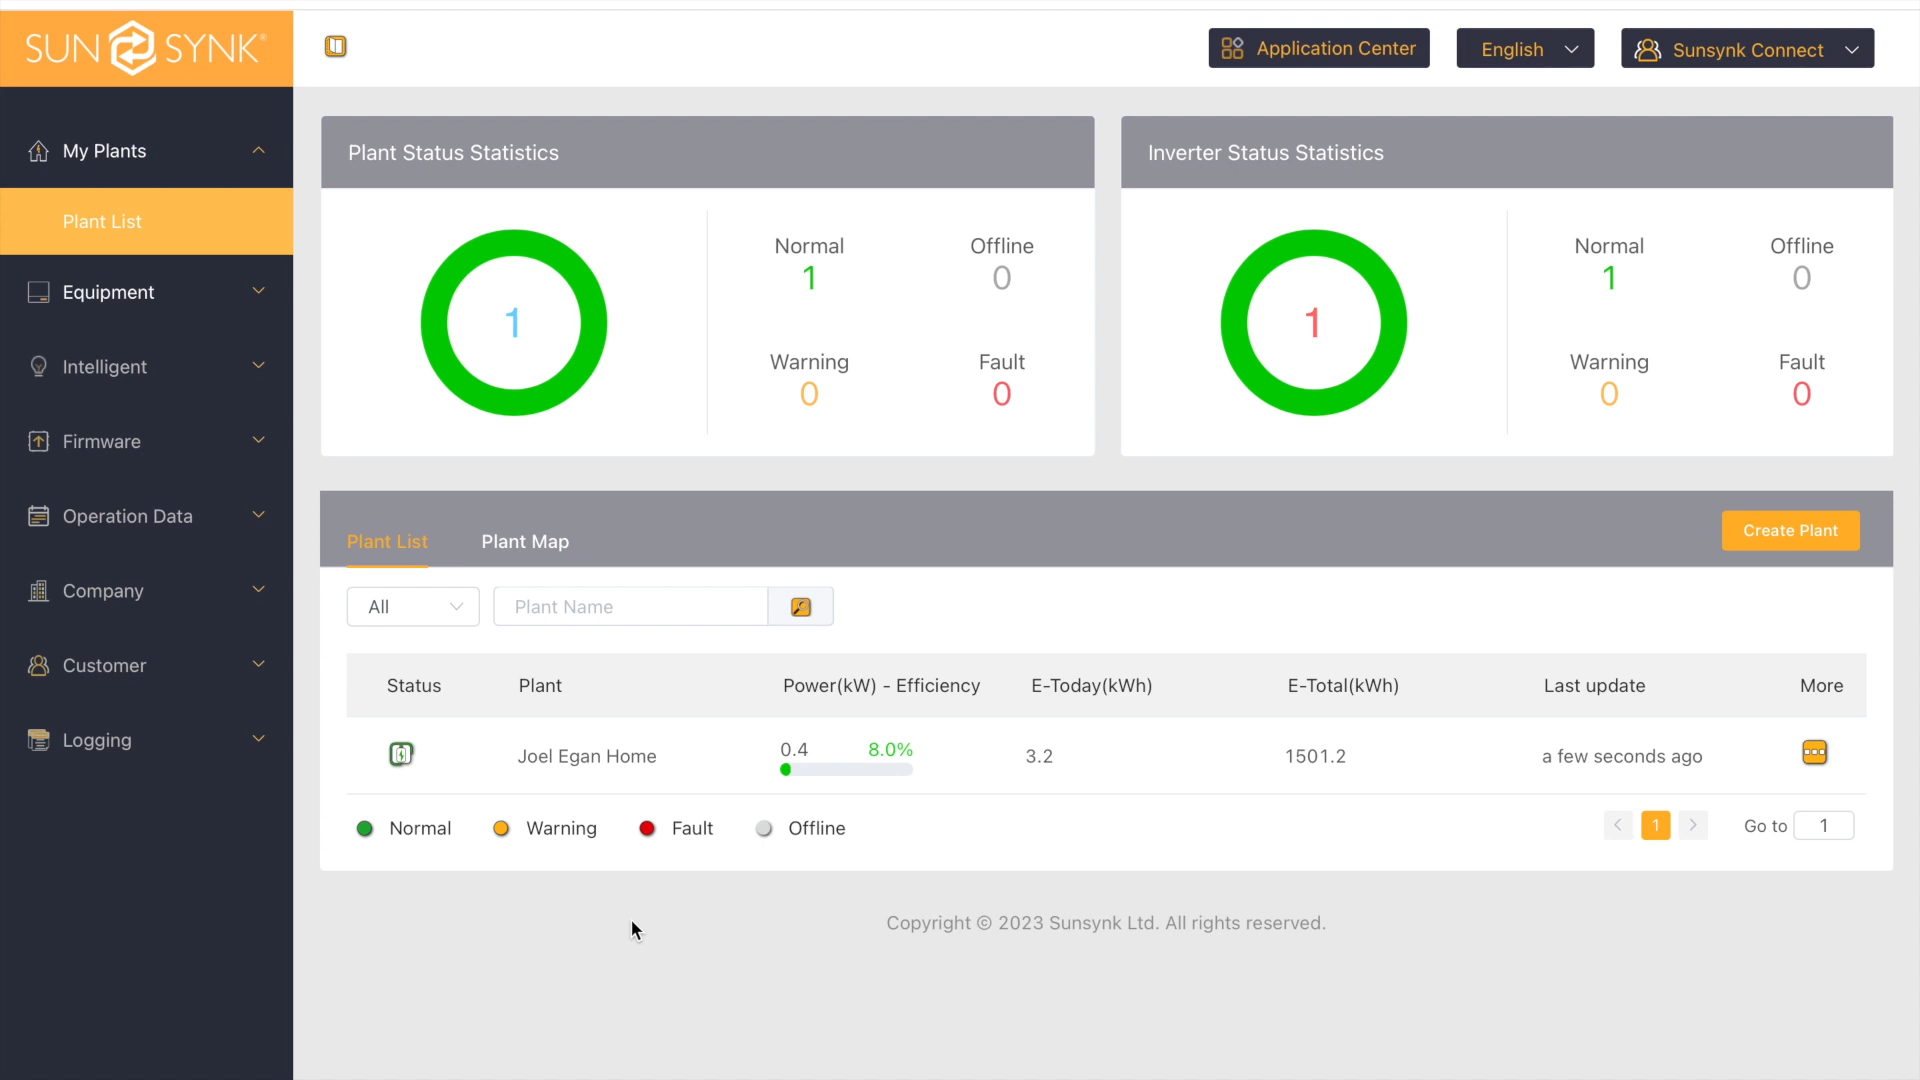 SUN SYNK®
Application Center
English
Sunsynk Connect
My Plants
Plant List
Equipment
Intelligent
Firmware
Operation Data
Company
Customer
Logging
Plant Status Statistics
1
Normal
1
Offline
0
Warning
0
Fault
0
Inverter Status Statistics
1
Normal
1
Offline
0
Warning
0
Fault
0
Plant List
Plant Map
Create Plant
All
Plant Name
Status Plant Power(kW) - Efficiency E-Today(kWh) E-Total(kWh) Last update More
Joel Egan Home 0.4 8.0% 3.2 1501.2 a few seconds ago
Normal Warning Fault Offline
1 Go to 1
Copyright © 2023 Sunsynk Ltd. All rights reserved.